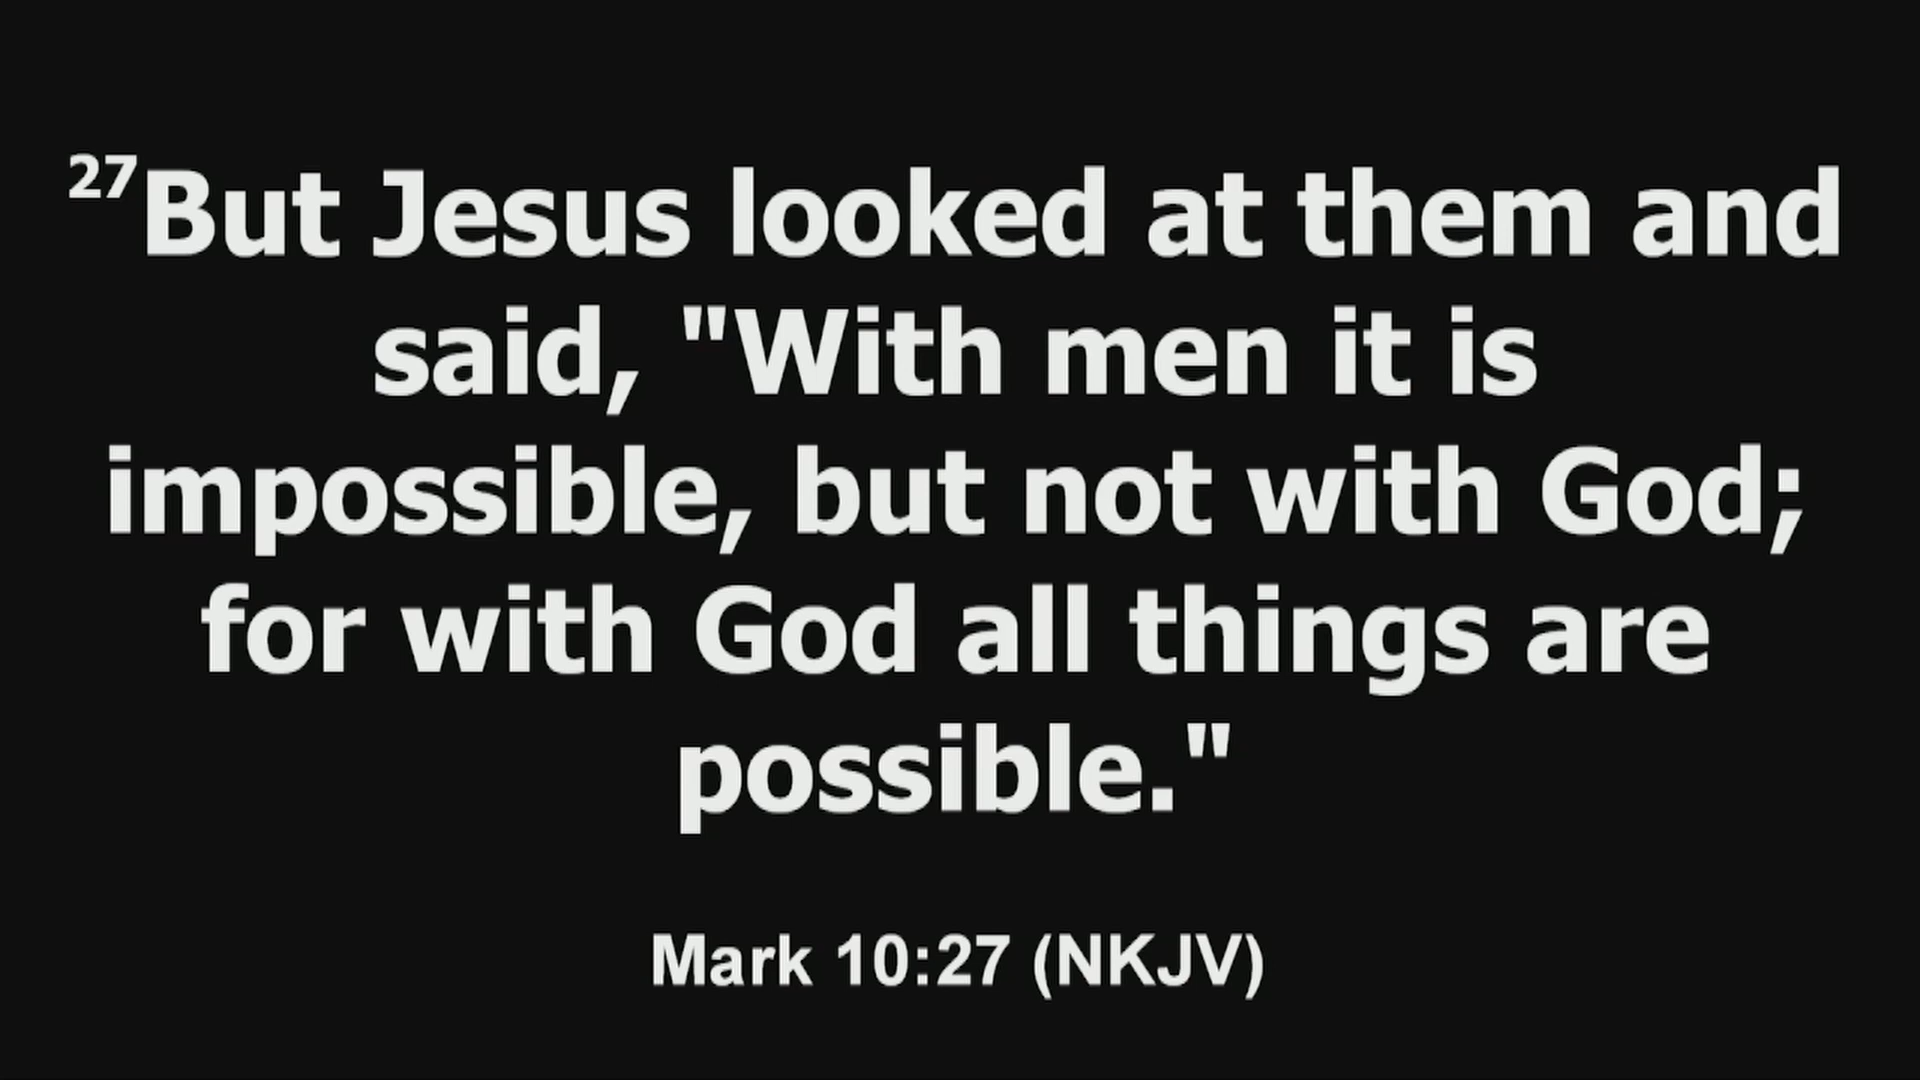 27But Jesus looked at them and
said, "With men it is
impossible, but not with God;
for with God all things are
possible."
Mark 10:27 (NKJV)